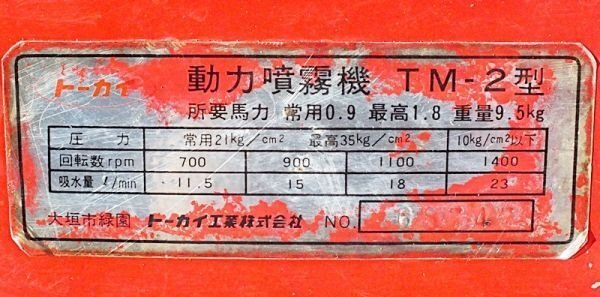 トーカイ 動力噴霧機 TM-2型
所要馬力 常用0.9 最高1.8 重量9.5kg
圧力 常用21kg/cm² 最高35kg/cm² 10kg/cm²以下
回転数rpm 700 900 1100 1400
吸水量 ℓ/min 11.5 15 18 23
大垣市緑園 トーカイ工業株式会社 NO.